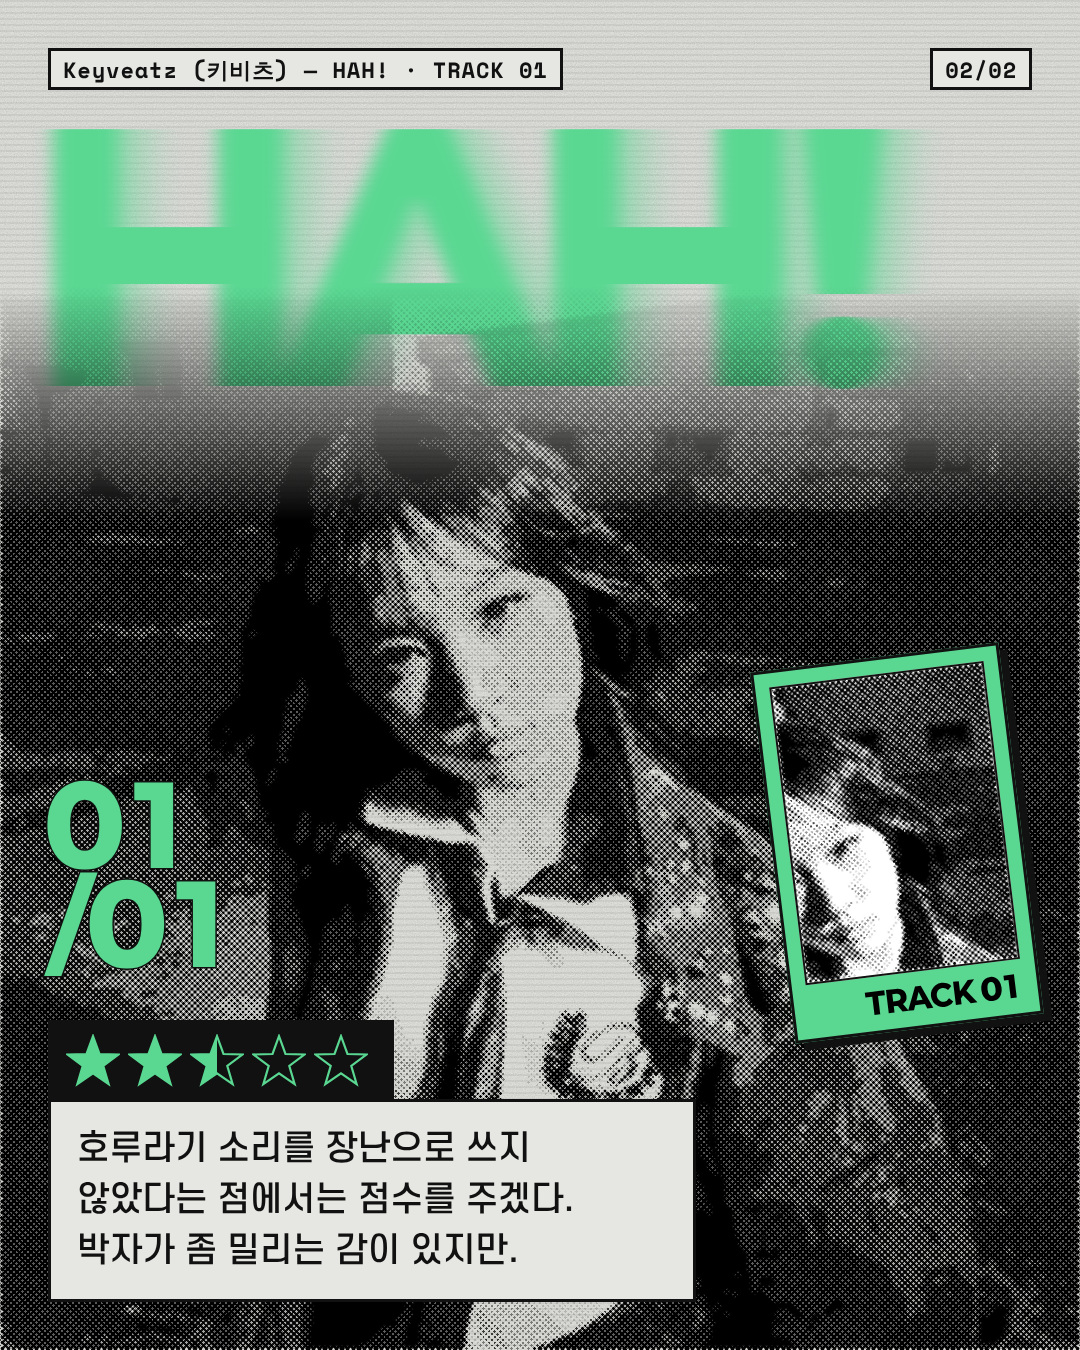 Keyveatz (키비츠) — HAH! · TRACK 01
02/02
HAH!
01
/01
TRACK 01
호루라기 소리를 장난으로 쓰지
않았다는 점에서는 점수를 주겠다.
박자가 좀 밀리는 감이 있지만.